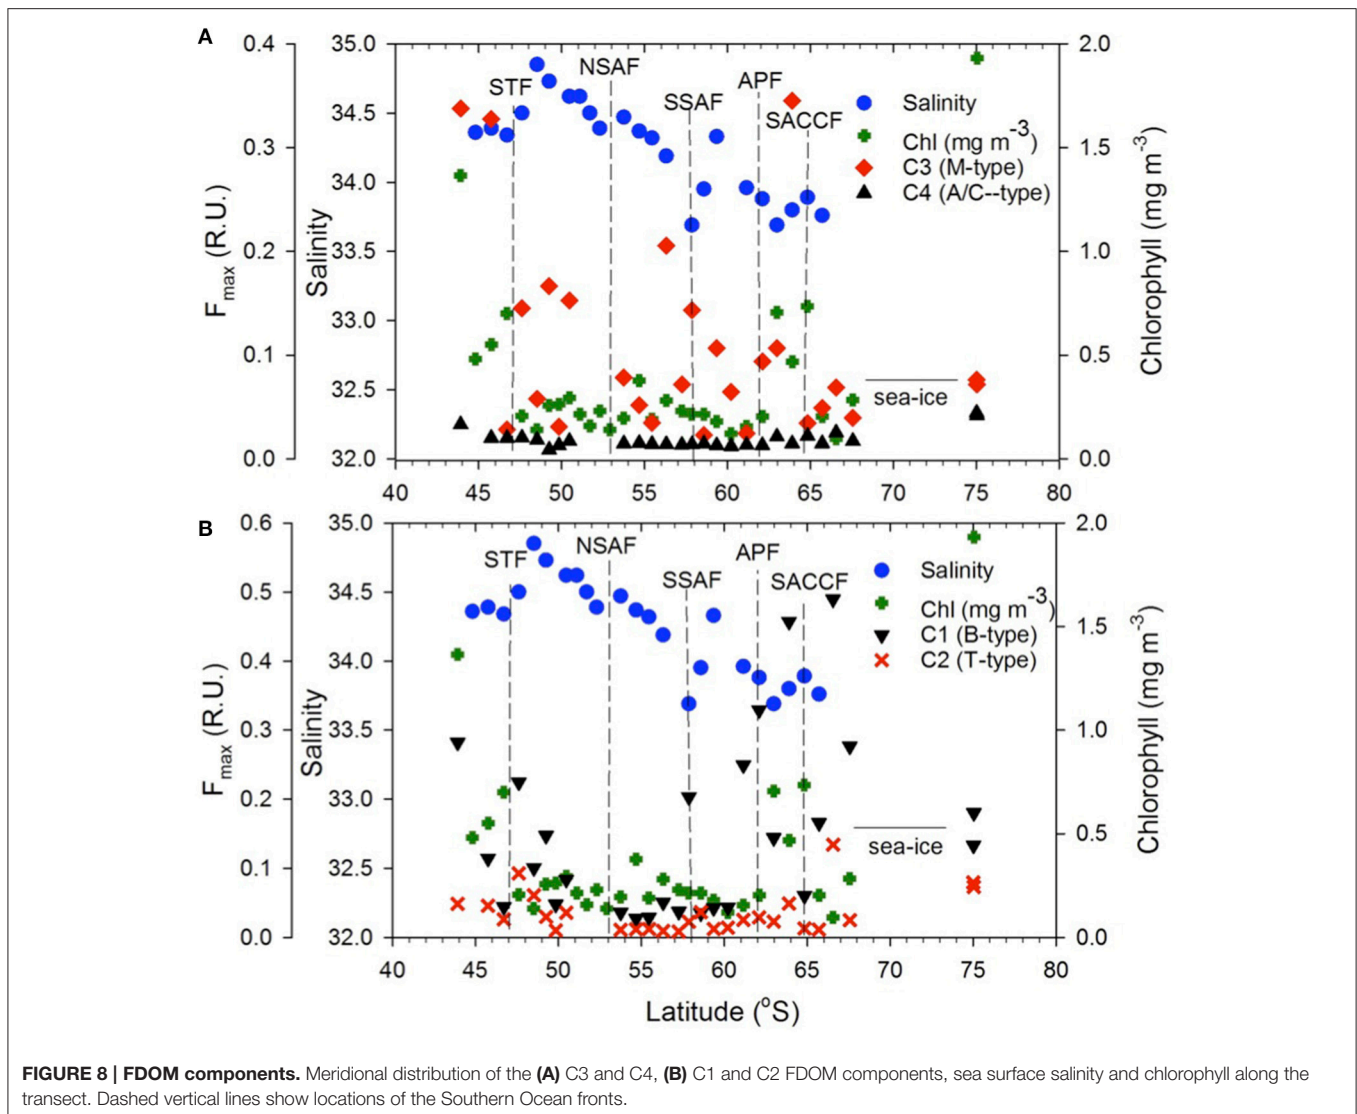 A
0.4
0.3
0.2
0.1
0.0
F_max (R.U.)
35.0
34.5
34.0
33.5
33.0
32.5
32.0
Salinity
STF
NSAF
SSAF
APF
SACCF
Salinity
Chl (mg m^-3)
C3 (M-type)
C4 (A/C--type)
sea-ice
2.0
1.5
1.0
0.5
0.0
Chlorophyll (mg m^-3)
40 45 50 55 60 65 70 75 80
B
0.6
0.5
0.4
0.3
0.2
0.1
0.0
F_max (R.U.)
35.0
34.5
34.0
33.5
33.0
32.5
32.0
Salinity
STF
NSAF
SSAF
APF
SACCF
Salinity
Chl (mg m^-3)
C1 (B-type)
C2 (T-type)
sea-ice
2.0
1.5
1.0
0.5
0.0
Chlorophyll (mg m^-3)
40 45 50 55 60 65 70 75 80
Latitude (°S)
FIGURE 8 | FDOM components. Meridional distribution of the (A) C3 and C4, (B) C1 and C2 FDOM components, sea surface salinity and chlorophyll along the
transect. Dashed vertical lines show locations of the Southern Ocean fronts.